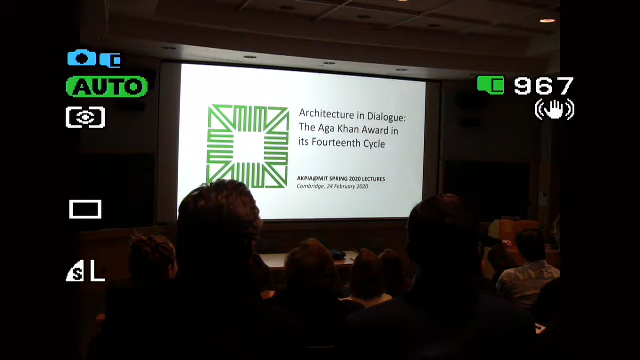 AUTO
967
Architecture in Dialogue:
The Aga Khan Award in
its Fourteenth Cycle
AKPIA@MIT SPRING 2020 LECTURES
Cambridge, 24 February 2020
S L